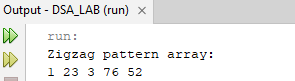 Output - DSA_LAB (run) ×
run:
Zigzag pattern array:
1 23 3 76 52